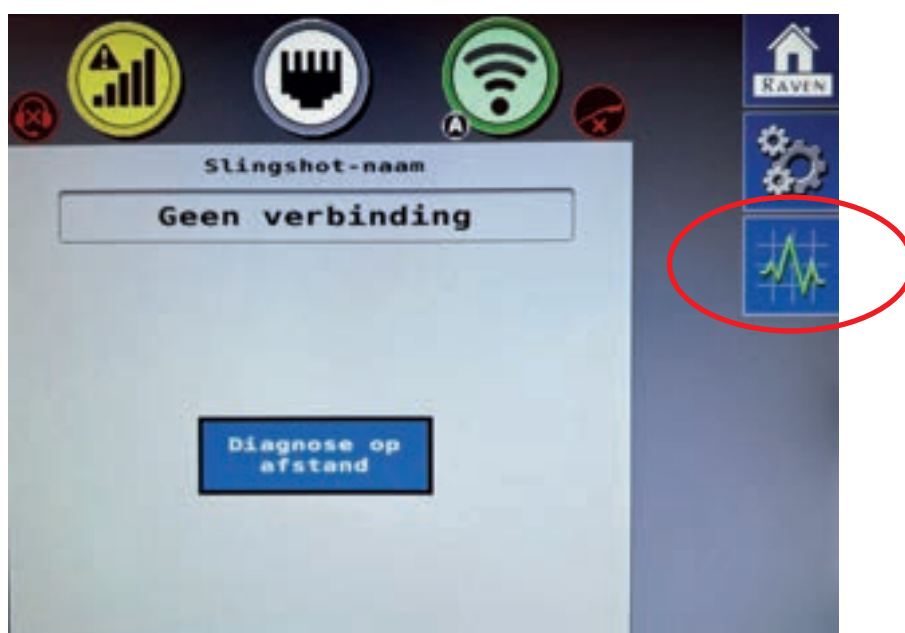 RAVEN
A
Slingshot-naam
Geen verbinding
Diagnose op
afstand